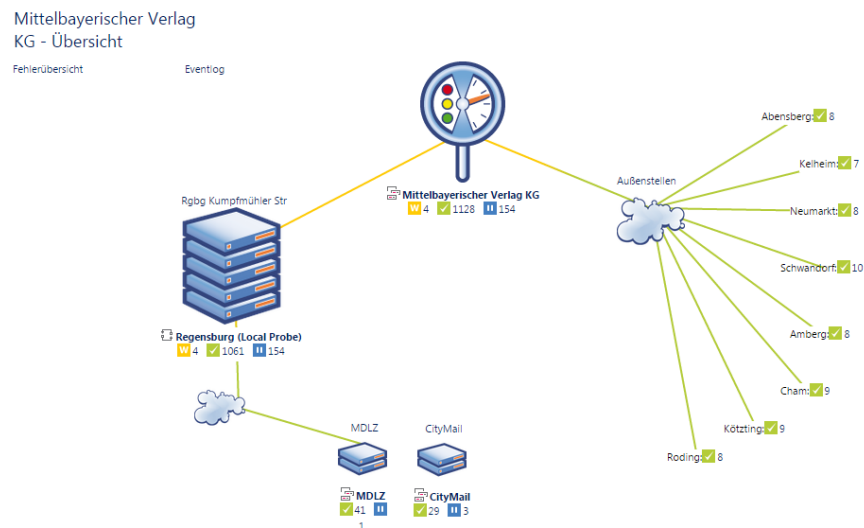 Mittelbayerischer Verlag
KG - Übersicht
Fehlerübersicht
Eventlog
Mittelbayerischer Verlag KG
W 4 1128 154
Rgbg Kumpfmühler Str
Regensburg (Local Probe)
W 4 1061 154
Außenstellen
Abensberg: 8
Kelheim: 7
Neumarkt: 8
Schwandorf: 10
Amberg: 8
Cham: 9
Kötzting: 9
Roding: 8
MDLZ
MDLZ
41
1
CityMail
CityMail
29 3